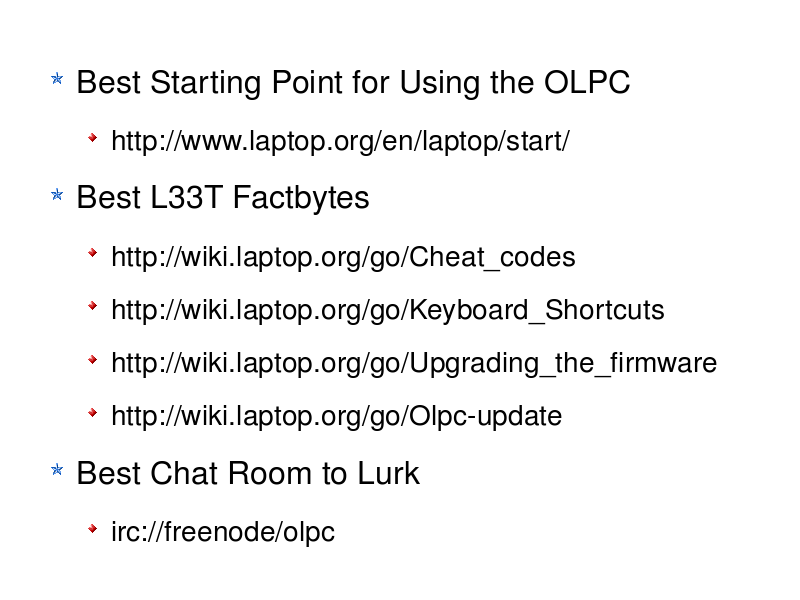 Best Starting Point for Using the OLPC
http://www.laptop.org/en/laptop/start/
Best L33T Factbytes
http://wiki.laptop.org/go/Cheat_codes
http://wiki.laptop.org/go/Keyboard_Shortcuts
http://wiki.laptop.org/go/Upgrading_the_firmware
http://wiki.laptop.org/go/Olpc-update
Best Chat Room to Lurk
irc://freenode/olpc